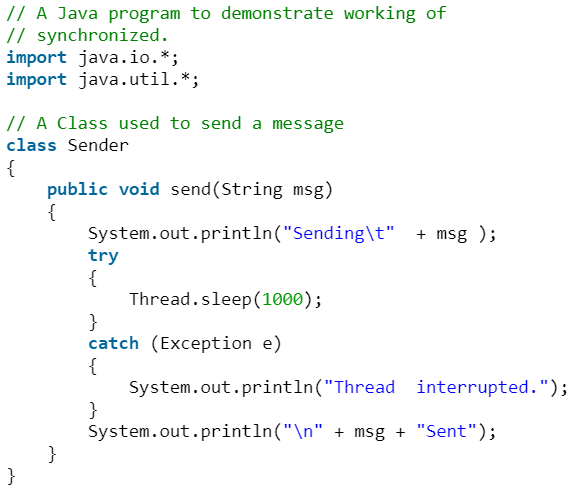 // A Java program to demonstrate working of
// synchronized.
import java.io.*;
import java.util.*;

// A Class used to send a message
class Sender
{
    public void send(String msg)
    {
        System.out.println("Sending\t"  + msg );
        try
        {
            Thread.sleep(1000);
        }
        catch (Exception e)
        {
            System.out.println("Thread  interrupted.");
        }
        System.out.println("\n" + msg + "Sent");
    }
}